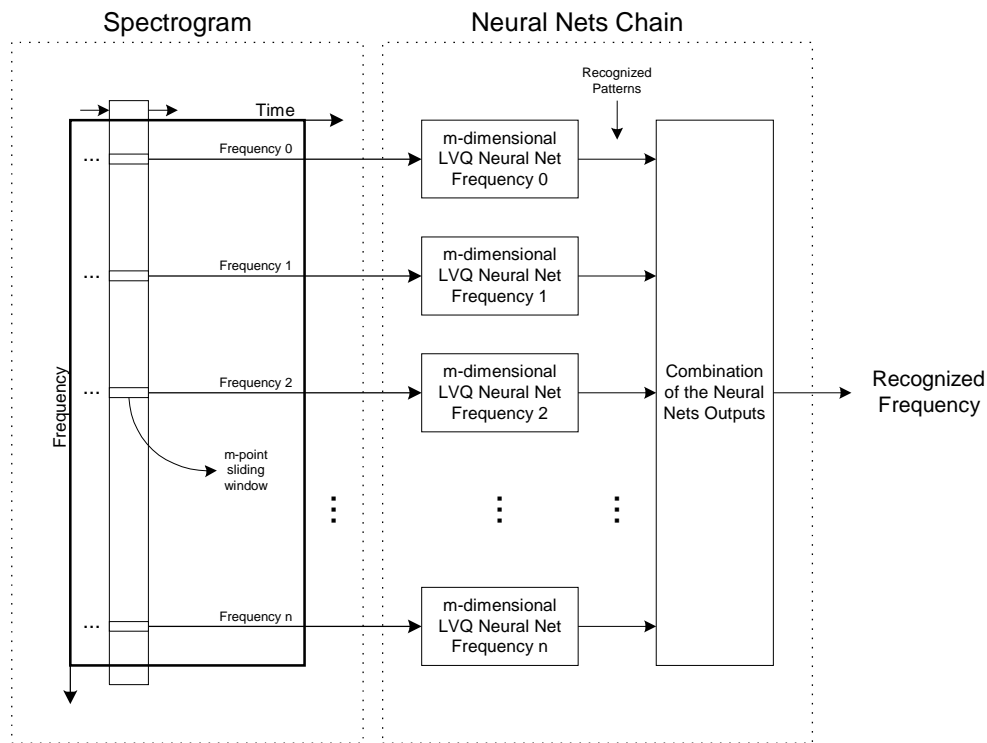 Spectrogram
Neural Nets Chain
Recognized
Patterns
Time
Frequency
...
Frequency 0
m-dimensional
LVQ Neural Net
Frequency 0
...
Frequency 1
m-dimensional
LVQ Neural Net
Frequency 1
...
Frequency 2
m-dimensional
LVQ Neural Net
Frequency 2
m-point
sliding
window
...
Frequency n
m-dimensional
LVQ Neural Net
Frequency n
Combination
of the Neural
Nets Outputs
Recognized
Frequency